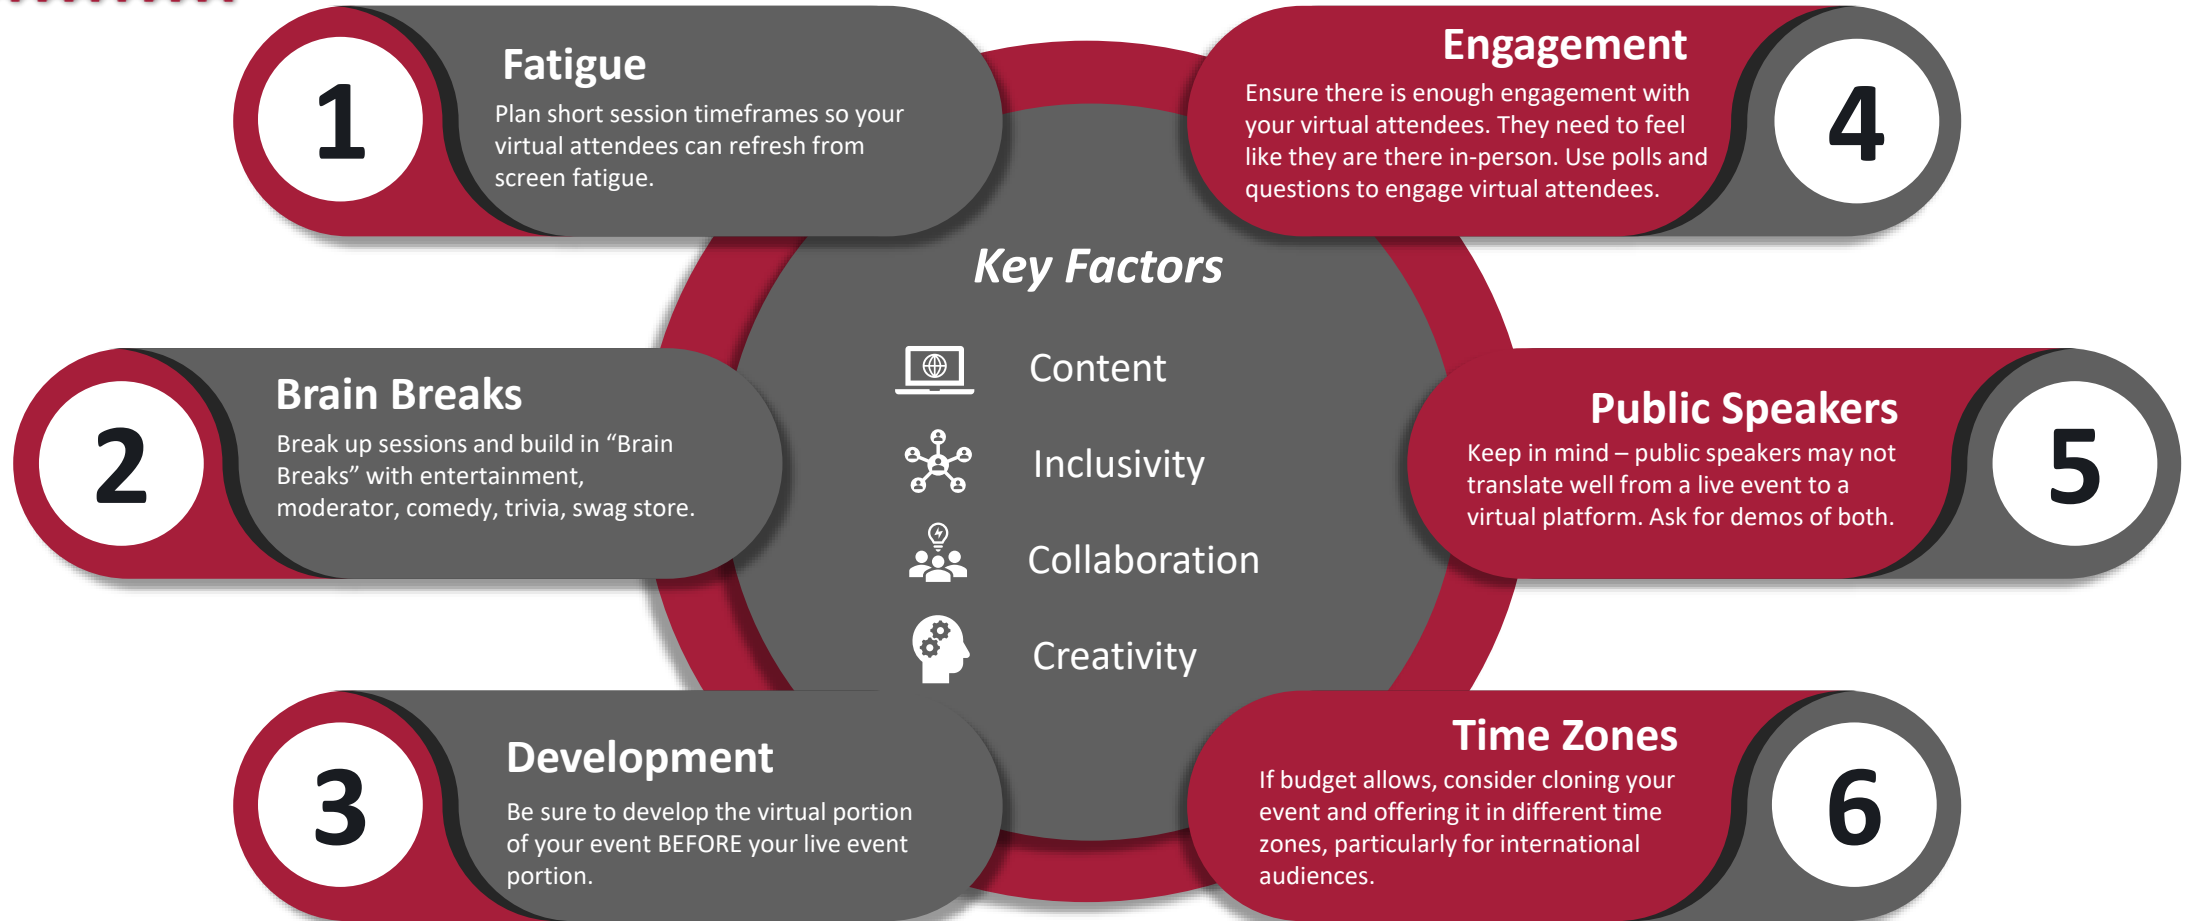 1
Fatigue
Plan short session timeframes so your
virtual attendees can refresh from
screen fatigue.
2
Brain Breaks
Break up sessions and build in “Brain
Breaks” with entertainment,
moderator, comedy, trivia, swag store.
3
Development
Be sure to develop the virtual portion
of your event BEFORE your live event
portion.
Key Factors
Content
Inclusivity
Collaboration
Creativity
Engagement
Ensure there is enough engagement with
your virtual attendees. They need to feel
like they are there in-person. Use polls and
questions to engage virtual attendees.
4
Public Speakers
Keep in mind – public speakers may not
translate well from a live event to a
virtual platform. Ask for demos of both.
5
Time Zones
If budget allows, consider cloning your
event and offering it in different time
zones, particularly for international
audiences.
6